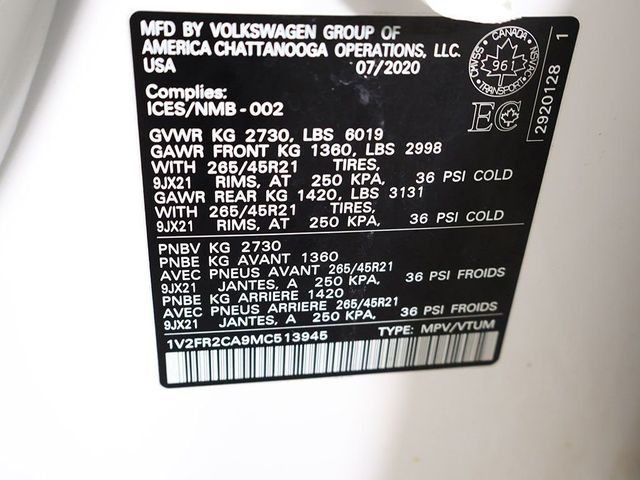 MFD BY VOLKSWAGEN GROUP OF
AMERICA CHATTANOOGA OPERATIONS, LLC.
USA 07/2020
Complies:
ICES/NMB-002
CANADA
961
TRANSPORT
EC
2920128 1
GVWR KG 2730, LBS 6019
GAWR FRONT KG 1360, LBS 2998
WITH 265/45R21 TIRES,
9JX21 RIMS, AT 250 KPA, 36 PSI COLD
GAWR REAR KG 1420, LBS 3131
WITH 265/45R21 TIRES,
9JX21 RIMS, AT 250 KPA, 36 PSI COLD
PNBV KG 2730
PNBE KG AVANT 1360
AVEC PNEUS AVANT 265/45R21
9JX21 JANTES, A 250 KPA, 36 PSI FROIDS
PNBE KG ARRIÈRE 1420
AVEC PNEUS ARRIERE 265/45R21
9JX21 JANTES, A 250 KPA, 36 PSI FROIDS
1V2FR2CA9MC513945 TYPE: MPV/VTUM